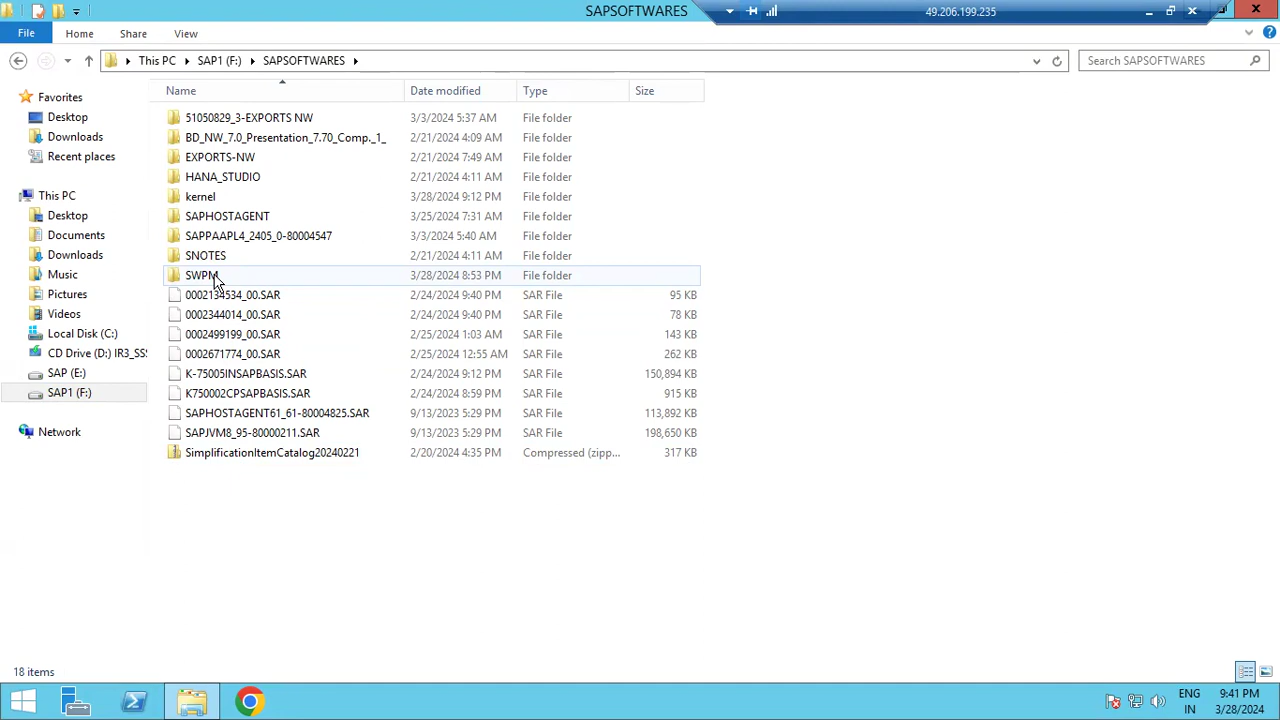 SAPSOFTWARES
49.206.199.235
File Home Share View
This PC SAP1 (F:) SAPSOFTWARES
Search SAPSOFTWARES
Name Date modified Type Size
Favorites
Desktop
Downloads
Recent places
This PC
Desktop
Documents
Downloads
Music
Pictures
Videos
Local Disk (C:)
CD Drive (D:) IR3_SS
SAP (E:)
SAP1 (F:)
Network
51050829_3-EXPORTS NW 3/3/2024 5:37 AM File folder
BD_NW_7.0_Presentation_7.70_Comp._1_ 2/21/2024 4:09 AM File folder
EXPORTS-NW 2/21/2024 7:49 AM File folder
HANA_STUDIO 2/21/2024 4:11 AM File folder
kernel 3/28/2024 9:12 PM File folder
SAPHOSTAGENT 3/25/2024 7:31 AM File folder
SAPPAAPL4_2405_0-80004547 3/3/2024 5:40 AM File folder
SNOTES 2/21/2024 4:11 AM File folder
SWPM 3/28/2024 8:53 PM File folder
0002134534_00.SAR 2/24/2024 9:40 PM SAR File 95 KB
0002344014_00.SAR 2/24/2024 9:40 PM SAR File 78 KB
0002499199_00.SAR 2/25/2024 1:03 AM SAR File 143 KB
0002671774_00.SAR 2/25/2024 12:55 AM SAR File 262 KB
K-75005INSAPBASIS.SAR 2/24/2024 9:12 PM SAR File 150,894 KB
K750002CPSAPBASIS.SAR 2/24/2024 8:59 PM SAR File 915 KB
SAPHOSTAGENT61_61-80004825.SAR 9/13/2023 5:29 PM SAR File 113,892 KB
SAPJVM8_95-80000211.SAR 9/13/2023 5:29 PM SAR File 198,650 KB
SimplificationItemCatalog20240221 2/20/2024 4:35 PM Compressed (zipp... 317 KB
18 items
ENG 9:41 PM
IN 3/28/2024